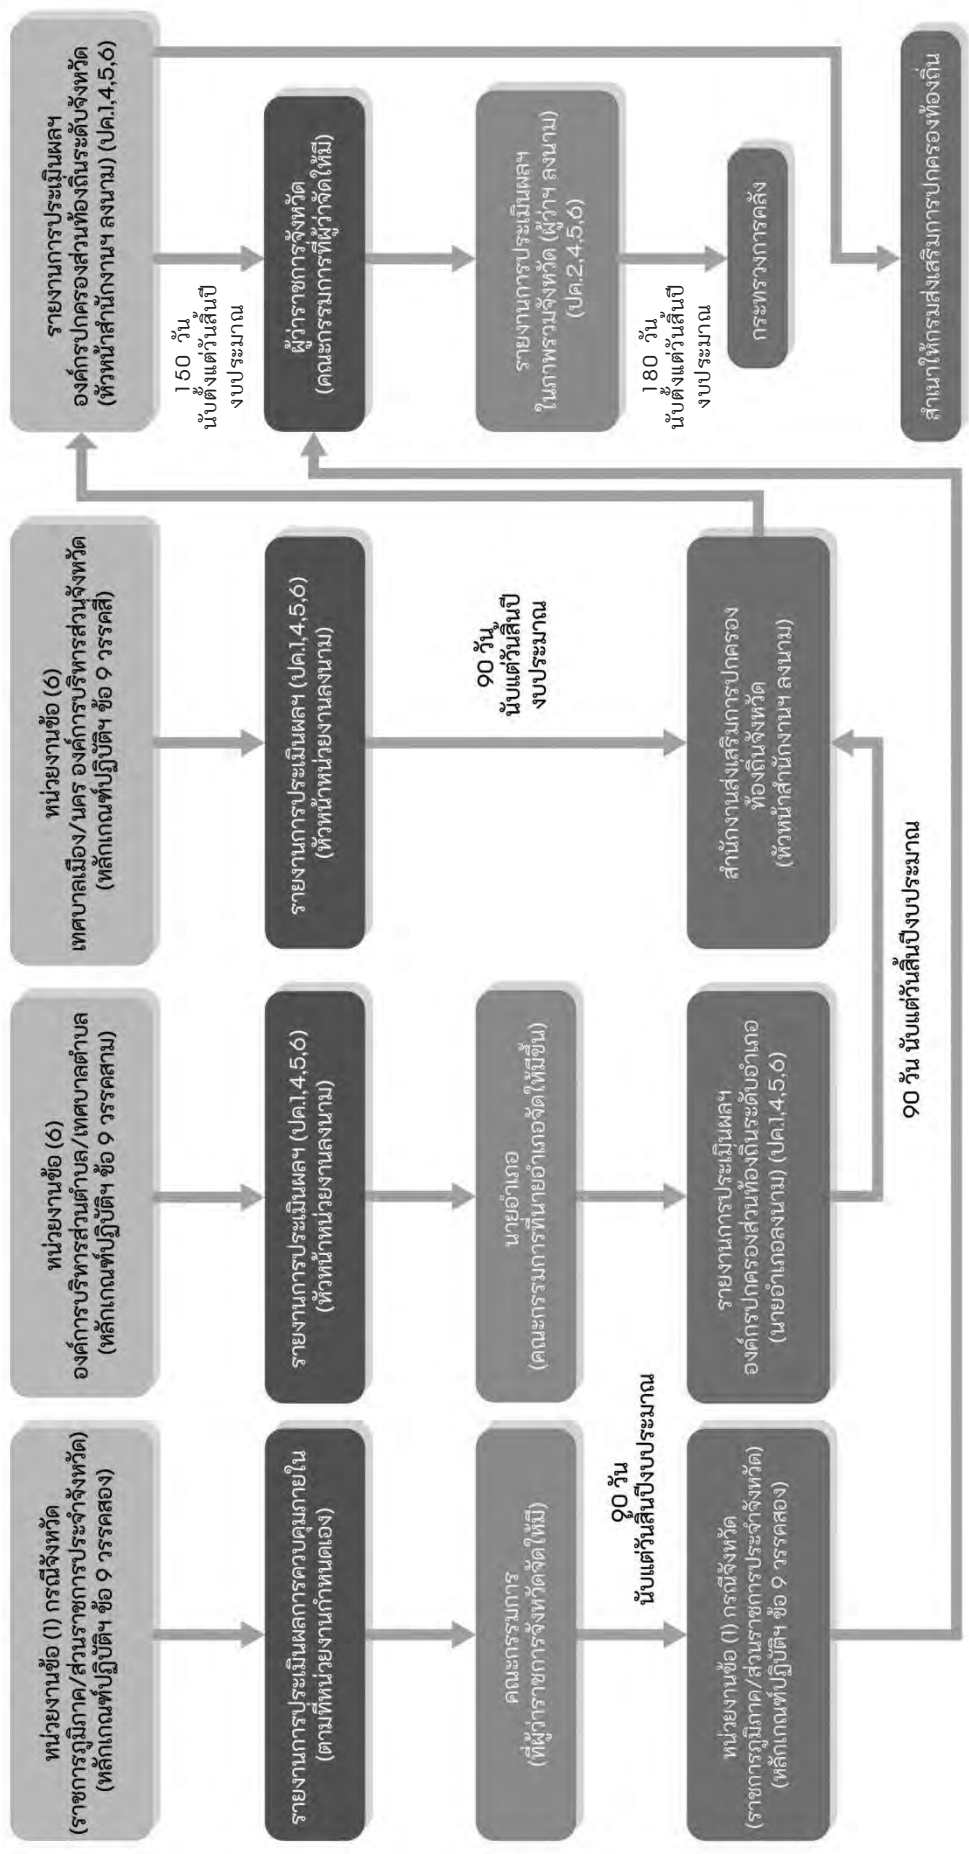 หน่วยงานข้อ (1) กรณีจังหวัด
(ราชการภูมิภาค/ส่วนราชการประจำจังหวัด)
(หลักเกณฑ์ปฏิบัติฯ ข้อ 9 วรรคสอง)
รายงานการประเมินผลการควบคุมภายใน
(ตามที่หน่วยงานกำหนดเอง)
คณะกรรมการ
(ที่ผู้ว่าราชการจังหวัดจัดให้มี)
90 วัน
นับแต่วันสิ้นปีงบประมาณ
หน่วยงานข้อ (1) กรณีจังหวัด
(ราชการภูมิภาค/ส่วนราชการประจำจังหวัด)
(หลักเกณฑ์ปฏิบัติฯ ข้อ 9 วรรคสอง)
หน่วยงานข้อ (6)
องค์การบริหารส่วนตำบล/เทศบาลตำบล
(หลักเกณฑ์ปฏิบัติฯ ข้อ 9 วรรคสาม)
รายงานการประเมินผลฯ (ปค.1,4,5,6)
(หัวหน้าหน่วยงานลงนาม)
นายอำเภอ
(คณะกรรมการที่นายอำเภอจัดให้มีขึ้น)
รายงานการประเมินผลฯ
องค์กรปกครองส่วนท้องถิ่นระดับอำเภอ
(นายอำเภอลงนาม) (ปค.1,4,5,6)
90 วัน นับแต่วันสิ้นปีงบประมาณ
หน่วยงานข้อ (6)
เทศบาลเมือง/นคร องค์การบริหารส่วนจังหวัด
(หลักเกณฑ์ปฏิบัติฯ ข้อ 9 วรรคสี่)
รายงานการประเมินผลฯ (ปค.1,4,5,6)
(หัวหน้าหน่วยงานลงนาม)
90 วัน
นับแต่วันสิ้นปี
งบประมาณ
สำนักงานส่งเสริมการปกครอง
ท้องถิ่นจังหวัด
(หัวหน้าสำนักงานฯ ลงนาม)
รายงานการประเมินผลฯ
องค์กรปกครองส่วนท้องถิ่นระดับจังหวัด
(หัวหน้าสำนักงานฯ ลงนาม) (ปค.1,4,5,6)
150 วัน
นับตั้งแต่วันสิ้นปี
งบประมาณ
ผู้ว่าราชการจังหวัด
(คณะกรรมการที่ผู้ว่าจัดให้มี)
รายงานการประเมินผลฯ
ในภาพรวมจังหวัด (ผู้ว่าฯ ลงนาม)
(ปค.2,4,5,6)
180 วัน
นับตั้งแต่วันสิ้นปี
งบประมาณ
กระทรวงการคลัง
สำเนาให้กรมส่งเสริมการปกครองท้องถิ่น